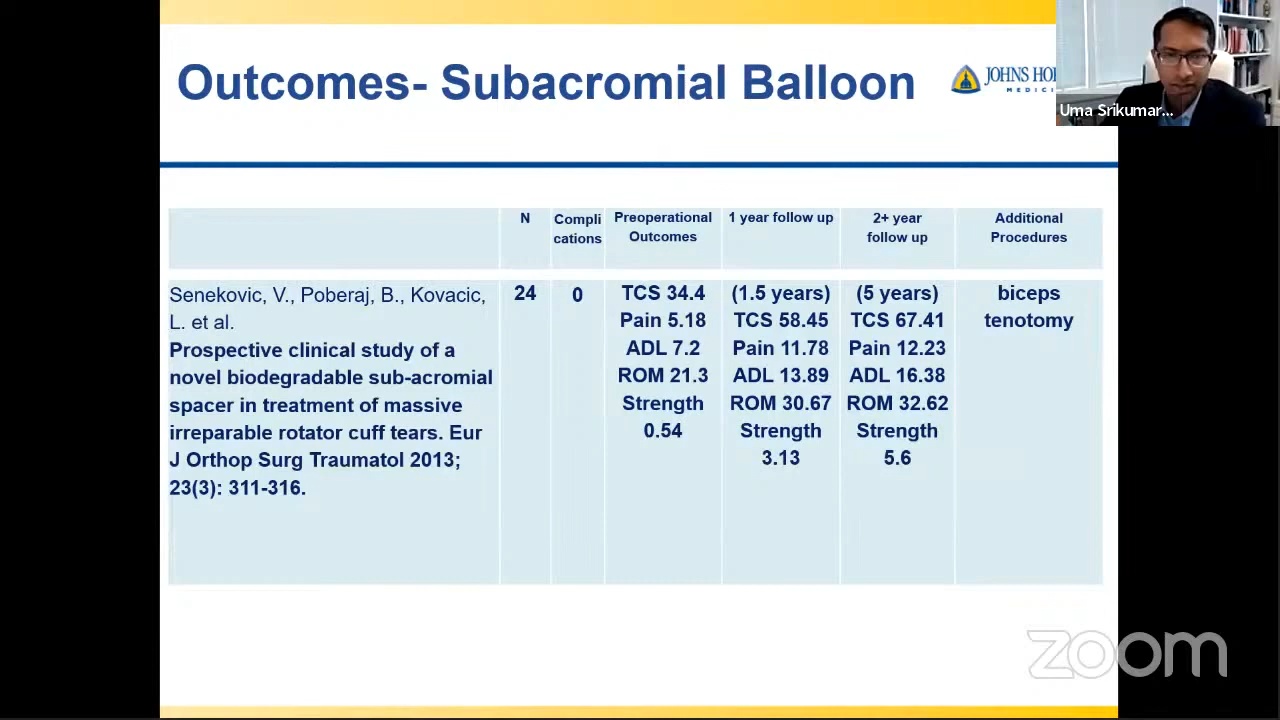 Outcomes- Subacromial Balloon
JOHNS HO
MEDICI
Uma Srikumar...
N
Compli
cations
Preoperational
Outcomes
1 year follow up
2+ year
follow up
Additional
Procedures
Senekovic, V., Poberaj, B., Kovacic,
L. et al.
Prospective clinical study of a
novel biodegradable sub-acromial
spacer in treatment of massive
irreparable rotator cuff tears. Eur
J Orthop Surg Traumatol 2013;
23(3): 311-316.
24
0
TCS 34.4
Pain 5.18
ADL 7.2
ROM 21.3
Strength
0.54
(1.5 years)
TCS 58.45
Pain 11.78
ADL 13.89
ROM 30.67
Strength
3.13
(5 years)
TCS 67.41
Pain 12.23
ADL 16.38
ROM 32.62
Strength
5.6
biceps
tenotomy
zoom